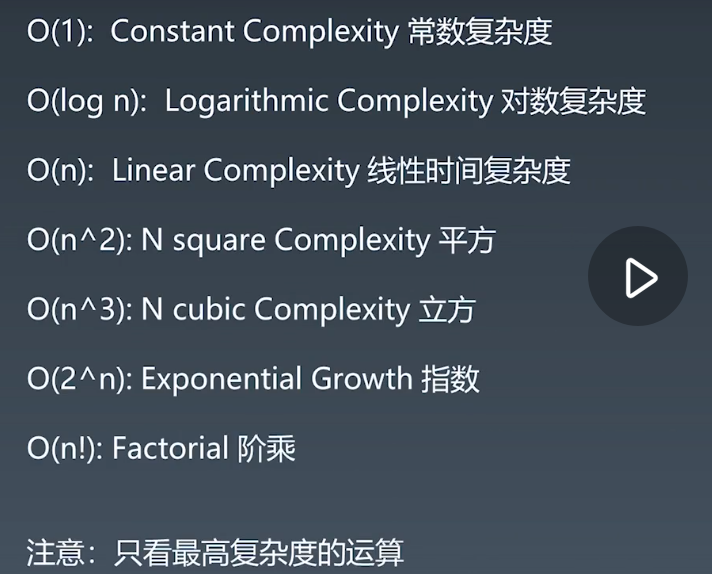 O(1): Constant Complexity 常数复杂度
O(log n): Logarithmic Complexity 对数复杂度
O(n): Linear Complexity 线性时间复杂度
O(n^2): N square Complexity 平方
O(n^3): N cubic Complexity 立方
O(2^n): Exponential Growth 指数
O(n!): Factorial 阶乘
注意：只看最高复杂度的运算